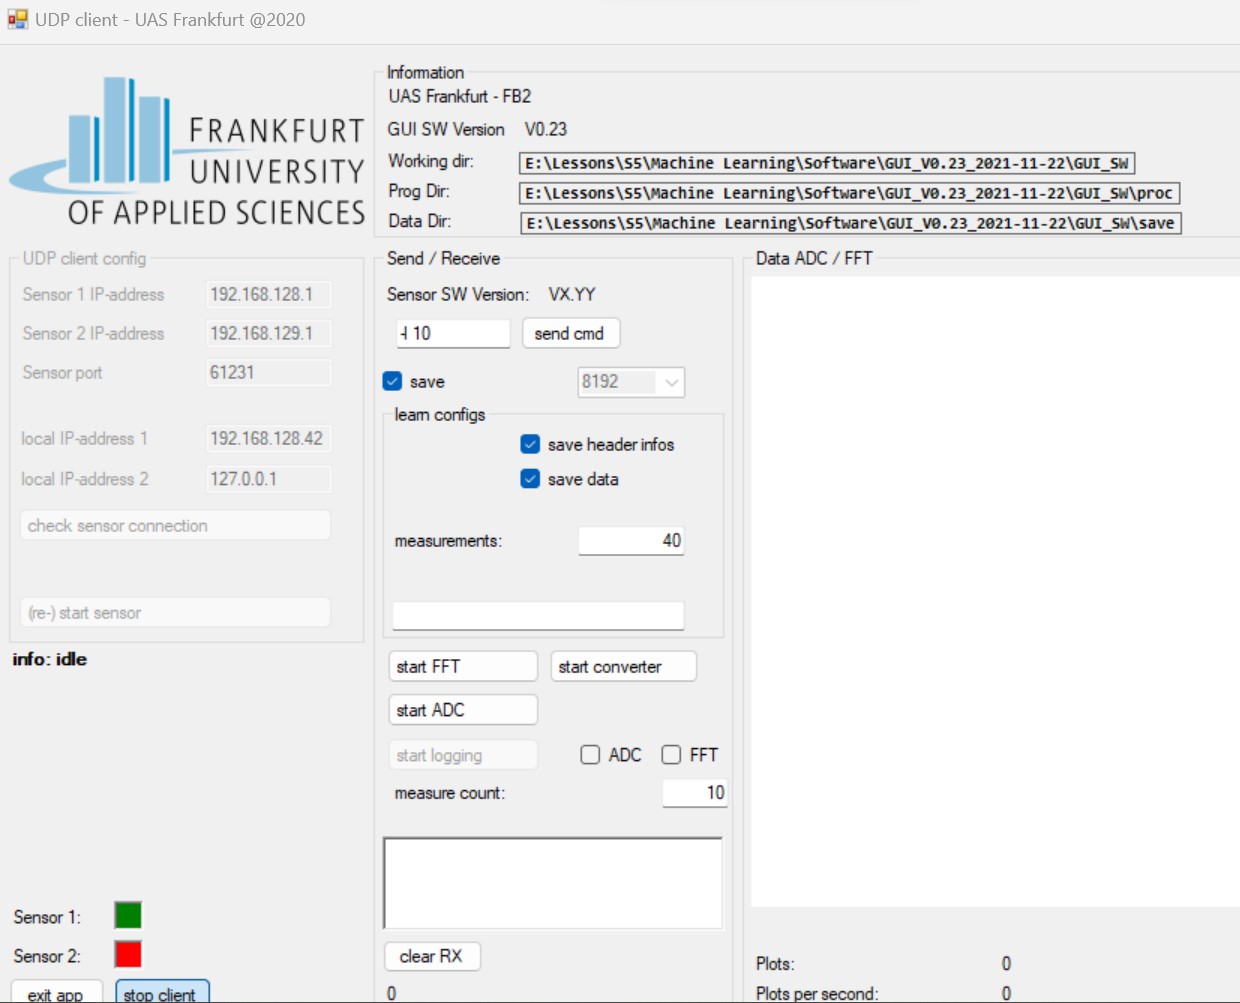 UDP client - UAS Frankfurt @2020
FRANKFURT
UNIVERSITY
OF APPLIED SCIENCES
Information
UAS Frankfurt - FB2
GUI SW Version V0.23
Working dir: E:\Lessons\S5\Machine Learning\Software\GUI_V0.23_2021-11-22\GUI_SW
Prog Dir: E:\Lessons\S5\Machine Learning\Software\GUI_V0.23_2021-11-22\GUI_SW\proc
Data Dir: E:\Lessons\S5\Machine Learning\Software\GUI_V0.23_2021-11-22\GUI_SW\save
UDP client config
Sensor 1 IP-address 192.168.128.1
Sensor 2 IP-address 192.168.129.1
Sensor port 61231
local IP-address 1 192.168.128.42
local IP-address 2 127.0.0.1
check sensor connection
(re-) start sensor
info: idle
Sensor 1:
Sensor 2:
exit app stop client
Send / Receive
Sensor SW Version: VX.YY
-l 10 send cmd
save 8192
learn configs
save header infos
save data
measurements: 40
start FFT start converter
start ADC
start logging ADC FFT
measure count: 10
clear RX
0
Data ADC / FFT
Plots: 0
Plots per second: 0